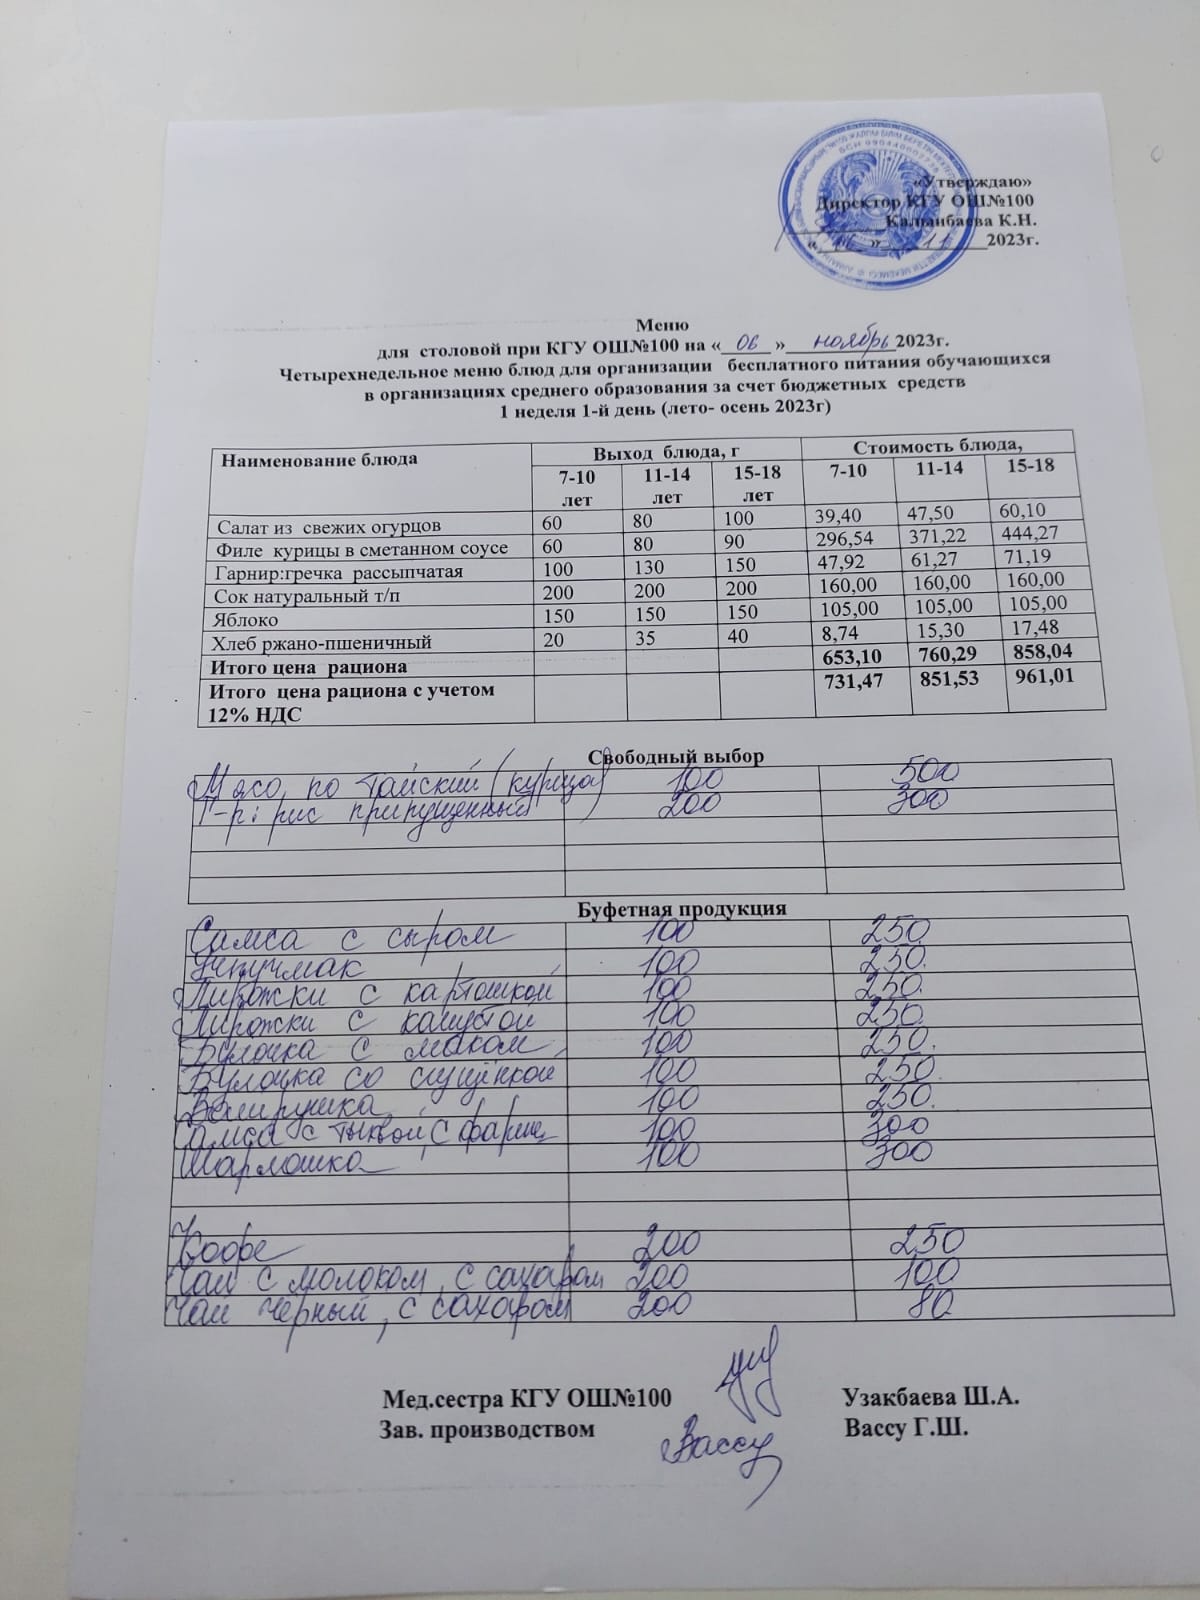 «Утверждаю»
Директор КГУ ОШ№100
Калынбаева К.Н.
« » 11 2023г.
Меню
для столовой при КГУ ОШ№100 на « 06 » ноябрь 2023г.
Четырехнедельное меню блюд для организации бесплатного питания обучающихся
в организациях среднего образования за счет бюджетных средств
1 неделя 1-й день (лето- осень 2023г)
Наименование блюда Выход блюда, г Стоимость блюда,
7-10 лет 11-14 лет 15-18 лет 7-10 11-14 15-18
Салат из свежих огурцов 60 80 100 39,40 47,50 60,10
Филе курицы в сметанном соусе 60 80 90 296,54 371,22 444,27
Гарнир:гречка рассыпчатая 100 130 150 47,92 61,27 71,19
Сок натуральный т/п 200 200 200 160,00 160,00 160,00
Яблоко 150 150 150 105,00 105,00 105,00
Хлеб ржано-пшеничный 20 35 40 8,74 15,30 17,48
Итого цена рациона 653,10 760,29 858,04
Итого цена рациона с учетом 731,47 851,53 961,01
12% НДС
Свободный выбор
Мясо по тайский (курица) 100 500
Г-р: рис припущенный 200 300
Буфетная продукция
Самса с сыром 100 250
Учпучмак 100 250.
Пирожки с картошкой 100 250.
Пирожки с капустой 100 250.
Булочка с маком 100 250.
Булочка со сгущёнкой 100 250.
Ватрушка 100 250.
Самса с тыквой, с фарш. 100 300
Шарлотка 100 300
Кофе 200 250
Чай с молоком, с сахаром 200 100
Чай чёрный, с сахаром 200 80
Мед.сестра КГУ ОШ№100 Узакбаева Ш.А.
Зав. производством Вассу Вассу Г.Ш.